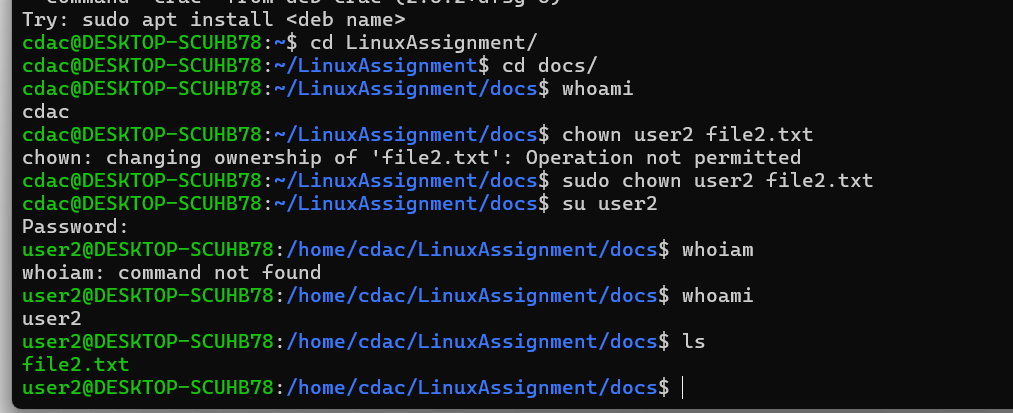 Try: sudo apt install <deb name>
cdac@DESKTOP-SCUHB78:~$ cd LinuxAssignment/
cdac@DESKTOP-SCUHB78:~/LinuxAssignment$ cd docs/
cdac@DESKTOP-SCUHB78:~/LinuxAssignment/docs$ whoami
cdac
cdac@DESKTOP-SCUHB78:~/LinuxAssignment/docs$ chown user2 file2.txt
chown: changing ownership of 'file2.txt': Operation not permitted
cdac@DESKTOP-SCUHB78:~/LinuxAssignment/docs$ sudo chown user2 file2.txt
cdac@DESKTOP-SCUHB78:~/LinuxAssignment/docs$ su user2
Password:
user2@DESKTOP-SCUHB78:/home/cdac/LinuxAssignment/docs$ whoiam
whoiam: command not found
user2@DESKTOP-SCUHB78:/home/cdac/LinuxAssignment/docs$ whoami
user2
user2@DESKTOP-SCUHB78:/home/cdac/LinuxAssignment/docs$ ls
file2.txt
user2@DESKTOP-SCUHB78:/home/cdac/LinuxAssignment/docs$